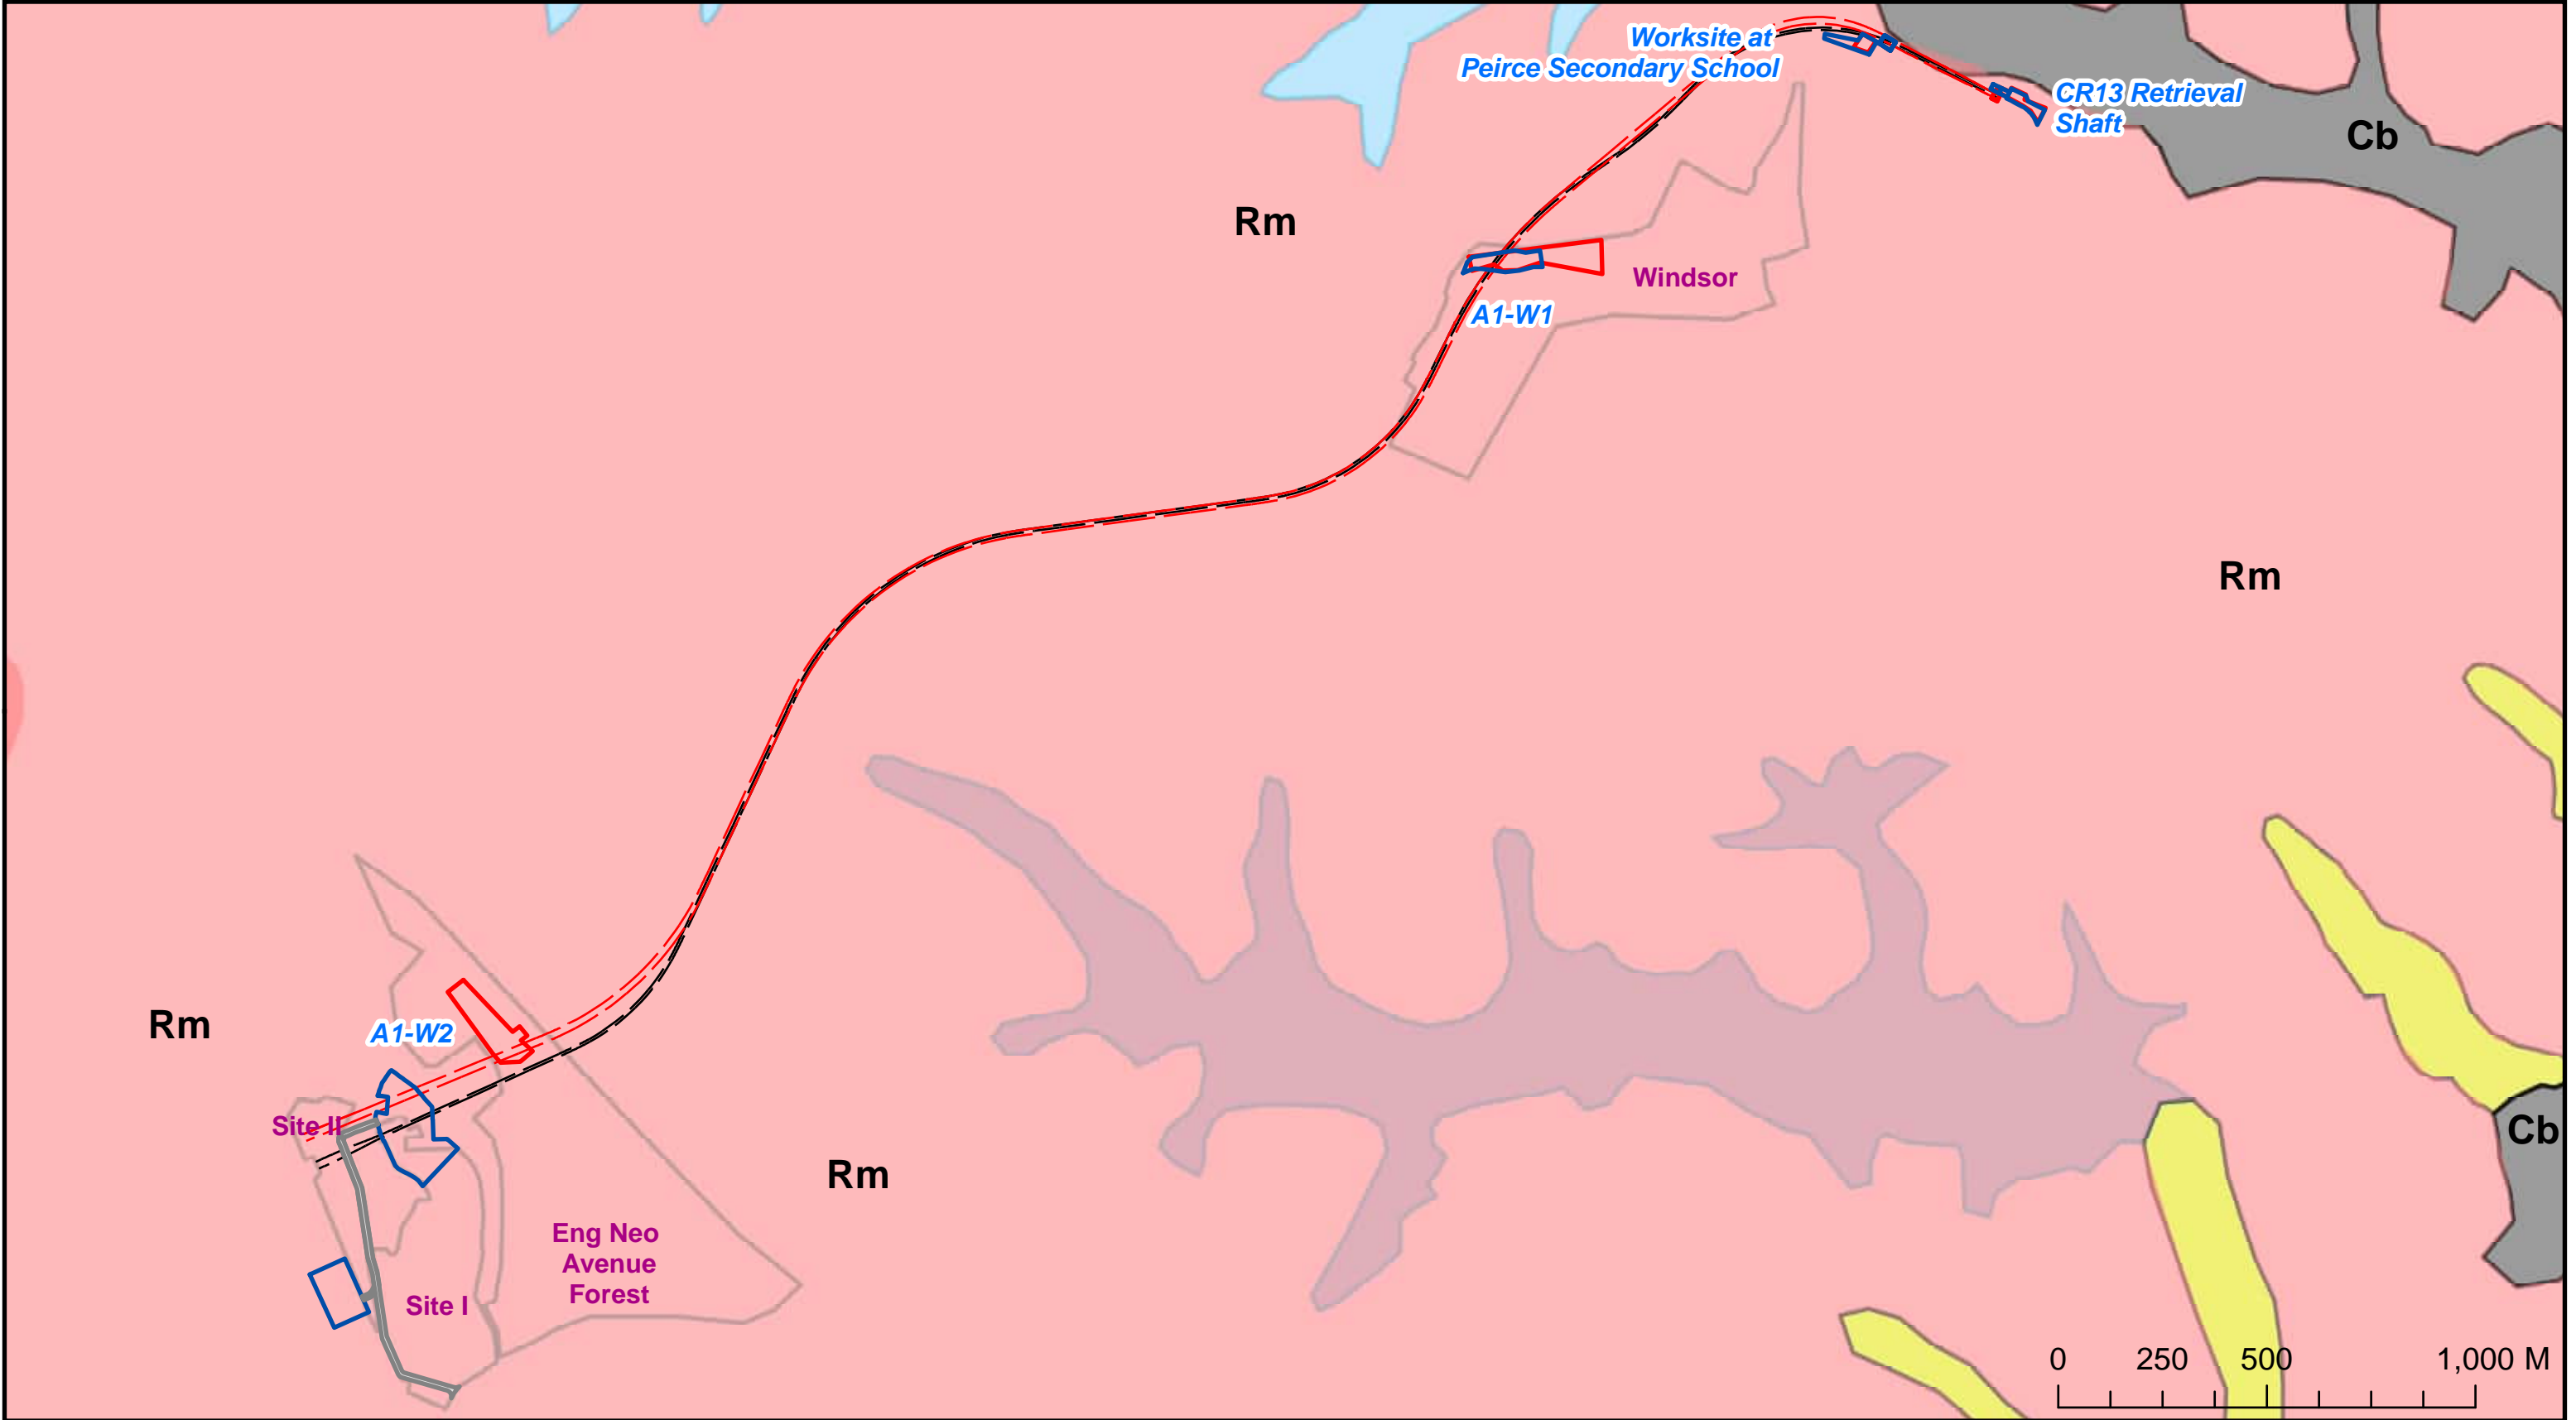 Worksite at
Peirce Secondary School
CR13 Retrieval
Shaft
Cb
Rm
Windsor
A1-W1
Rm
Rm
A1-W2
Site II
Cb
Rm
Eng Neo
Avenue
Forest
Site I
0 250 500 1,000 M